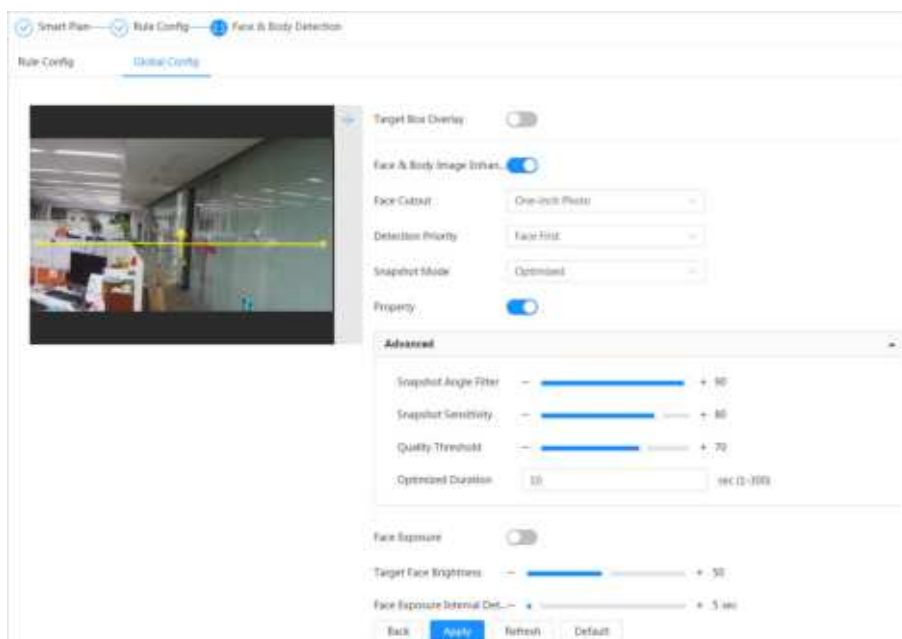 Smart Plan Rule Config Face & Body Detection
Rule Config Global Config
Target Box Overlay
Face & Body Image Enhan...
Face Cutout One-inch Photo
Detection Priority Face First
Snapshot Mode Optimized
Property
Advanced
Snapshot Angle Filter − + 90
Snapshot Sensitivity − + 80
Quality Threshold − + 70
Optimized Duration 10 sec (1-300)
Face Exposure
Target Face Brightness − + 50
Face Exposure Interval Det... − + 5 sec
Back Apply Refresh Default